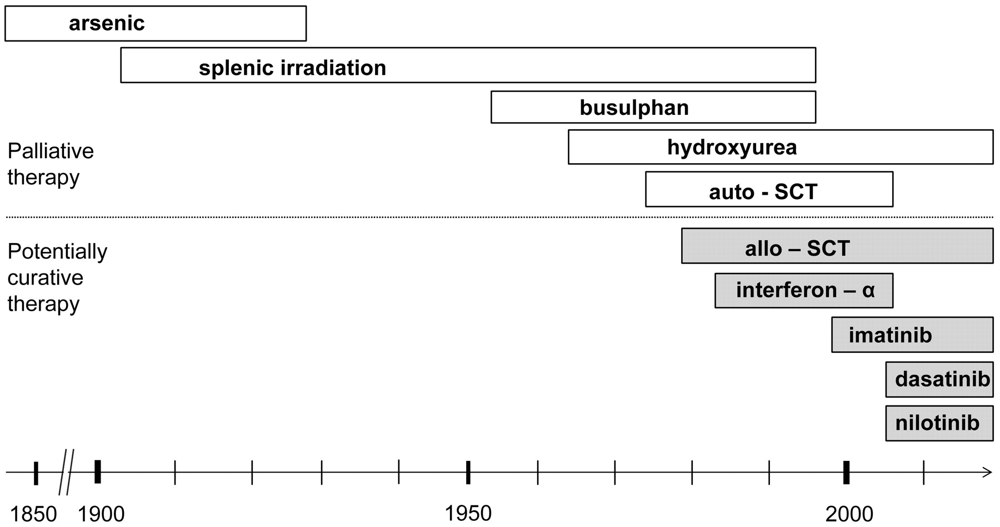 arsenic
splenic irradiation
busulphan
hydroxyurea
auto - SCT
Palliative
therapy
Potentially
curative
therapy
allo – SCT
interferon – α
imatinib
dasatinib
nilotinib
1850 1900 1950 2000